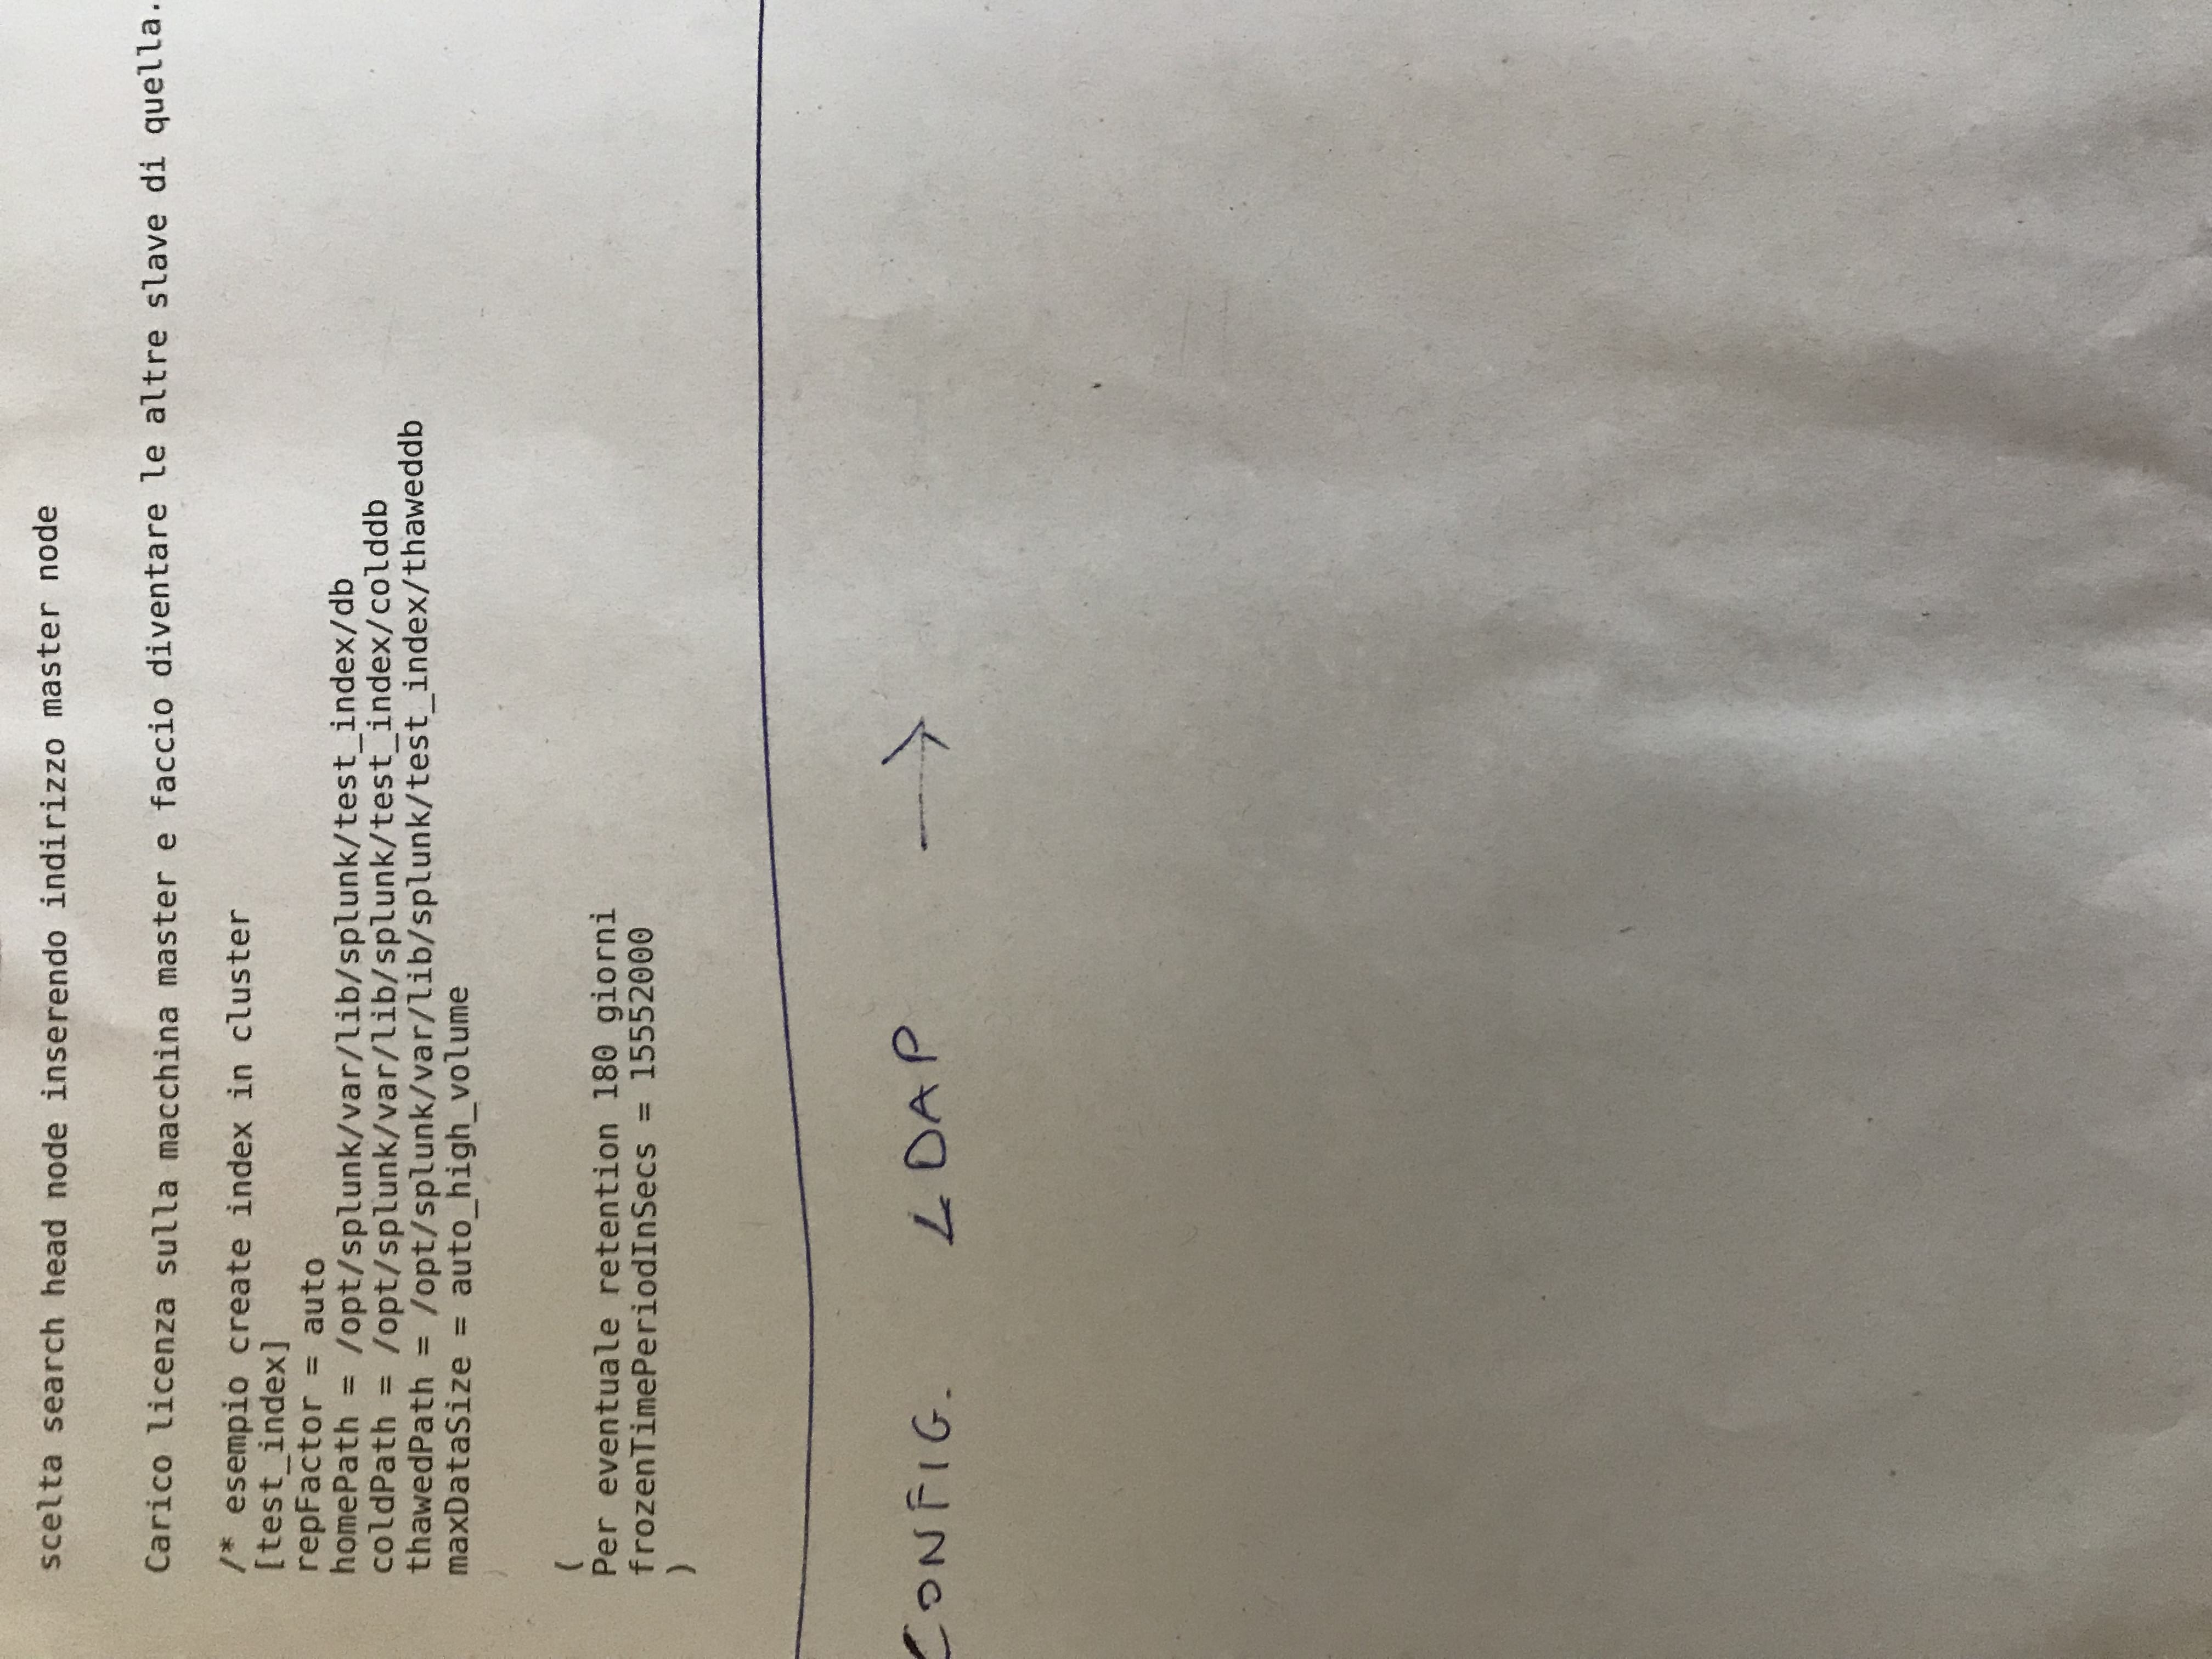 scelta search head node inserendo indirizzo master node
Carico licenza sulla macchina master e faccio diventare le altre slave di quella.
/* esempio create index in cluster
[test_index]
repFactor = auto
homePath = /opt/splunk/var/lib/splunk/test_index/db
coldPath = /opt/splunk/var/lib/splunk/test_index/colddb
thawedPath = /opt/splunk/var/lib/splunk/test_index/thaweddb
maxDataSize = auto_high_volume
(
Per eventuale retention 180 giorni
frozenTimePeriodInSecs = 15552000
)
CONFIG. LDAP →